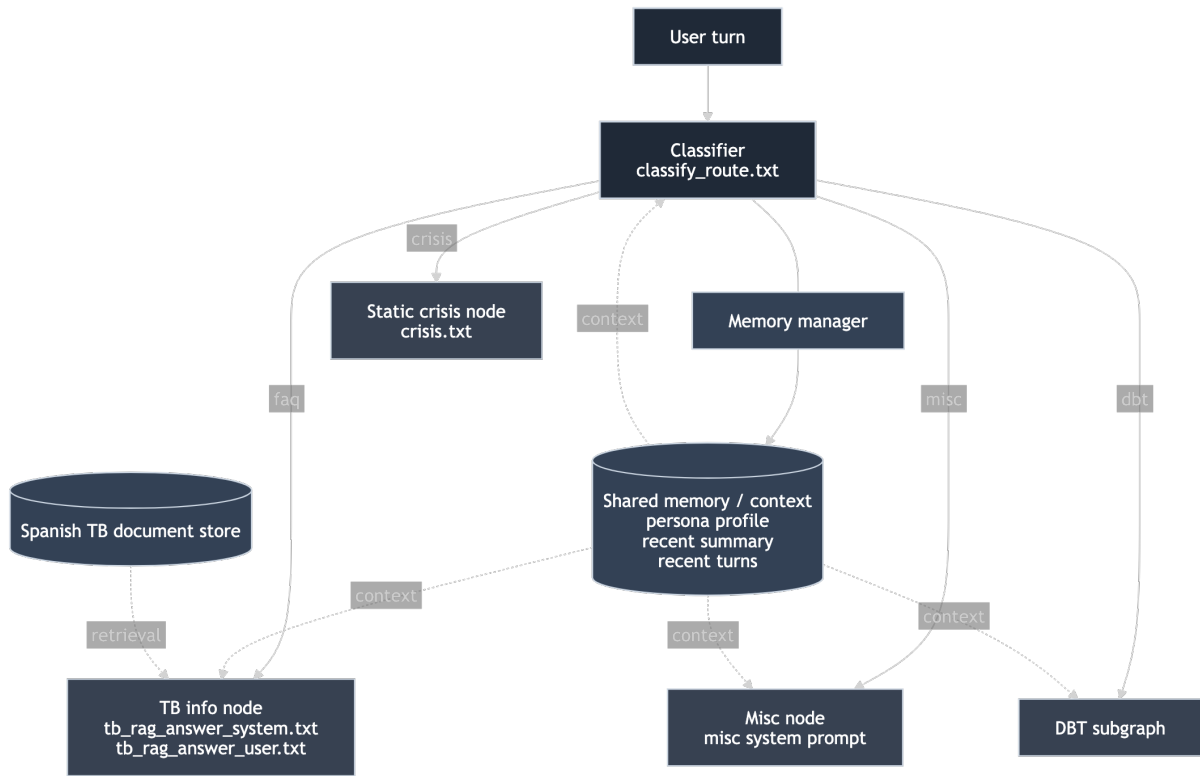 User turn
Classifier
classify_route.txt
crisis
Static crisis node
crisis.txt
context
Memory manager
faq
misc
dbt
Spanish TB document store
Shared memory / context
persona profile
recent summary
recent turns
context
context
context
retrieval
TB info node
tb_rag_answer_system.txt
tb_rag_answer_user.txt
Misc node
misc system prompt
DBT subgraph